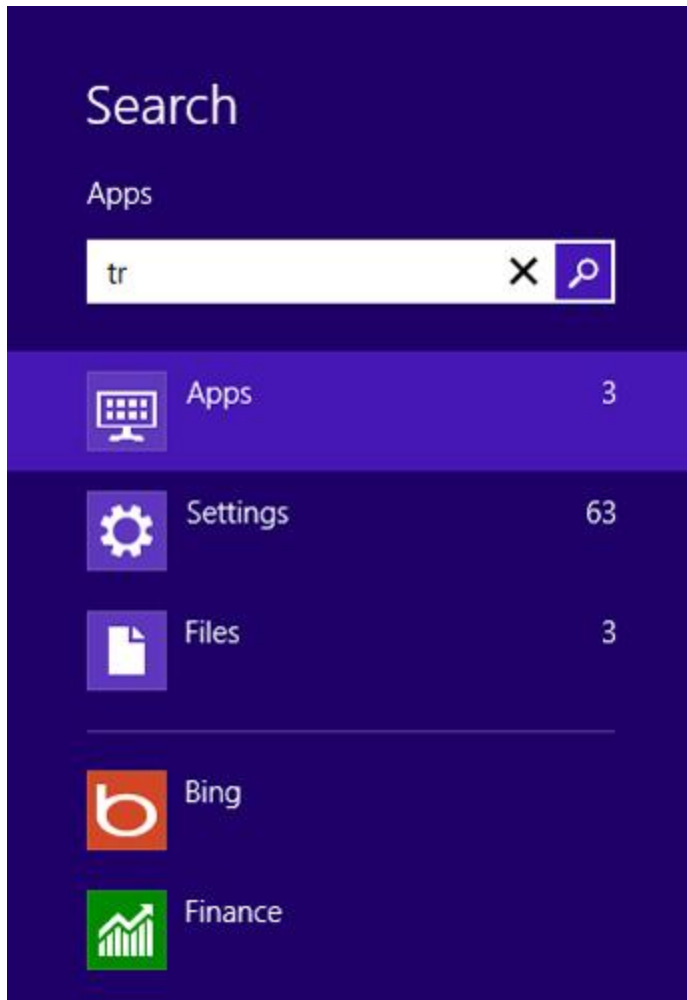 Search
Apps
tr
Apps 3
Settings 63
Files 3
Bing
Finance